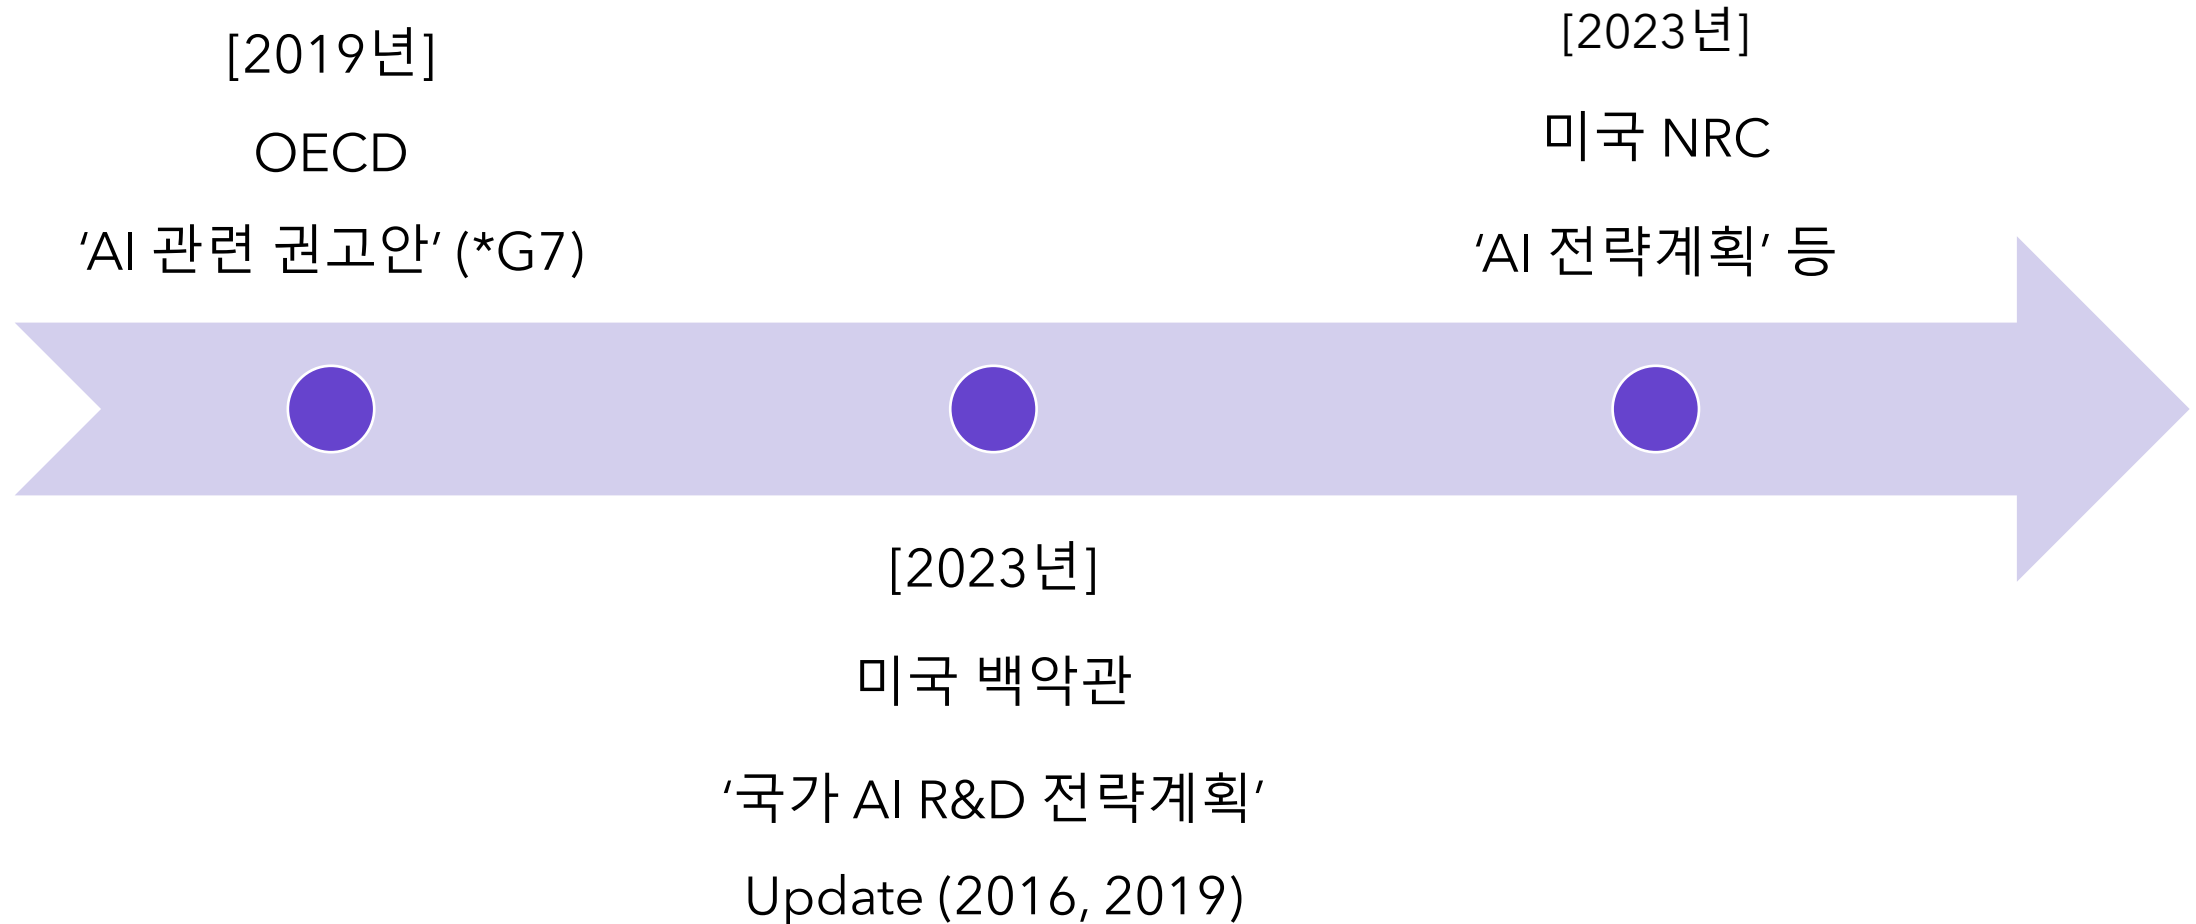 [2019년]
OECD
‘AI 관련 권고안’ (*G7)
[2023년]
미국 백악관
‘국가 AI R&D 전략계획’
Update (2016, 2019)
[2023년]
미국 NRC
‘AI 전략계획’ 등